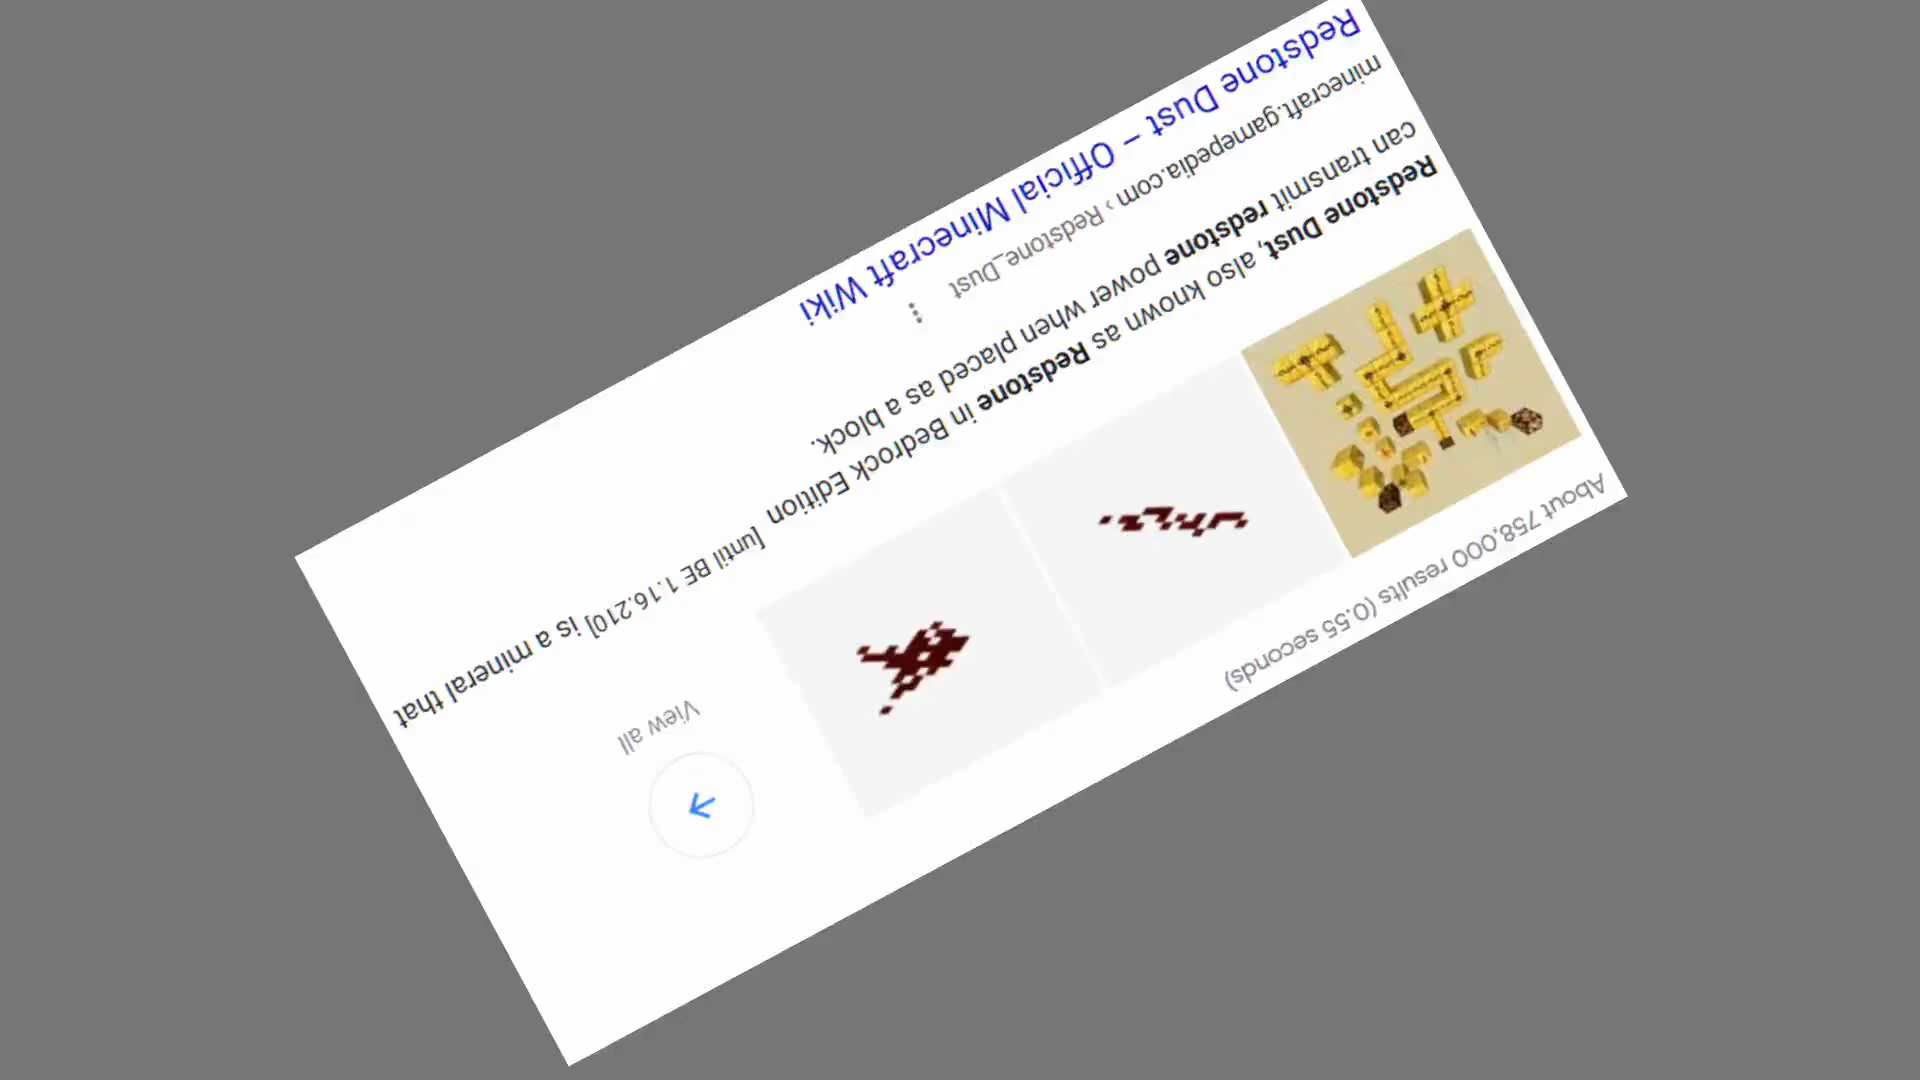 About 758,000 results (0.55 seconds)
View all
Redstone Dust, also known as Redstone in Bedrock Edition [until BE 1.16.210] is a mineral that
can transmit redstone power when placed as a block.
minecraft.gamepedia.com › Redstone_Dust
Redstone Dust – Official Minecraft Wiki